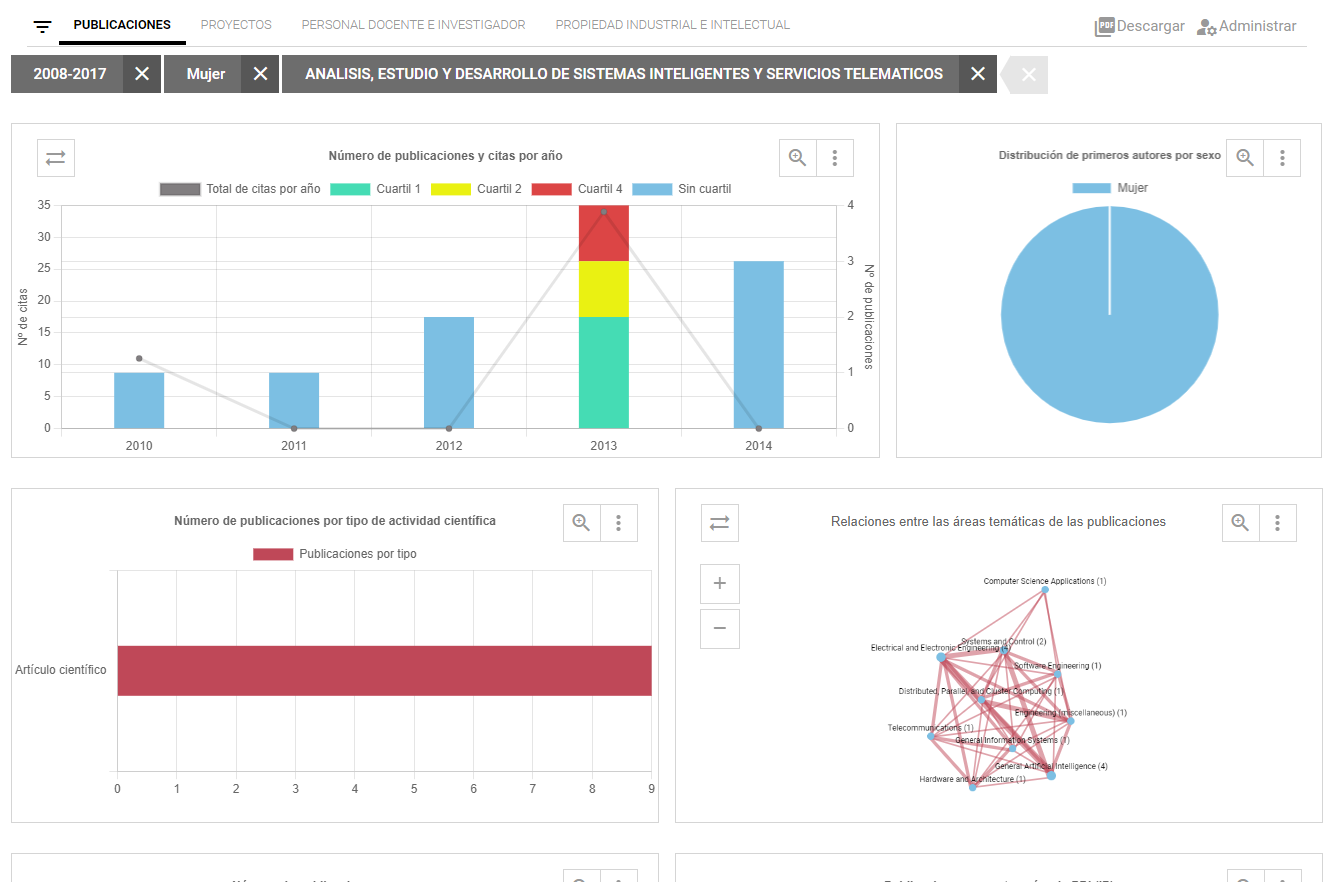 PUBLICACIONES PROYECTOS PERSONAL DOCENTE E INVESTIGADOR PROPIEDAD INDUSTRIAL E INTELECTUAL PDF Descargar Administrar
2008-2017 Mujer ANALISIS, ESTUDIO Y DESARROLLO DE SISTEMAS INTELIGENTES Y SERVICIOS TELEMATICOS
Número de publicaciones y citas por año
Total de citas por año Cuartil 1 Cuartil 2 Cuartil 4 Sin cuartil
Nº de citas
35
30
25
20
15
10
5
0
4
3
2
1
0
Nº de publicaciones
2010 2011 2012 2013 2014
Distribución de primeros autores por sexo
Mujer
Número de publicaciones por tipo de actividad científica
Publicaciones por tipo
Artículo científico
0 1 2 3 4 5 6 7 8 9
Relaciones entre las áreas temáticas de las publicaciones
+
−
Computer Science Applications (1)
Systems and Control (2)
Electrical and Electronic Engineering (4)
Software Engineering (1)
Distributed, Parallel, and Cluster Computing (1)
Engineering (miscellaneous) (1)
Telecommunications (1)
General Information Systems (1)
General Artificial Intelligence (4)
Hardware and Architecture (1)